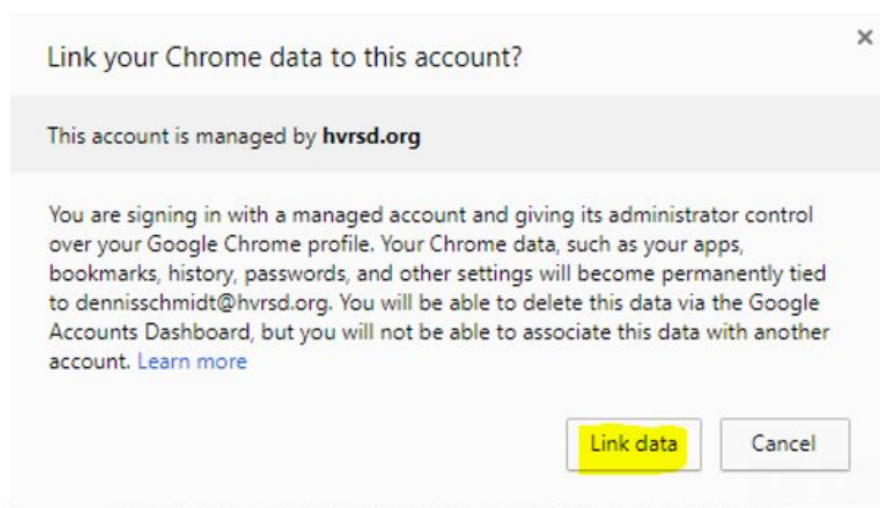 Link your Chrome data to this account?
This account is managed by hvrsd.org
You are signing in with a managed account and giving its administrator control
over your Google Chrome profile. Your Chrome data, such as your apps,
bookmarks, history, passwords, and other settings will become permanently tied
to dennisschmidt@hvrsd.org. You will be able to delete this data via the Google
Accounts Dashboard, but you will not be able to associate this data with another
account. Learn more
Link data Cancel